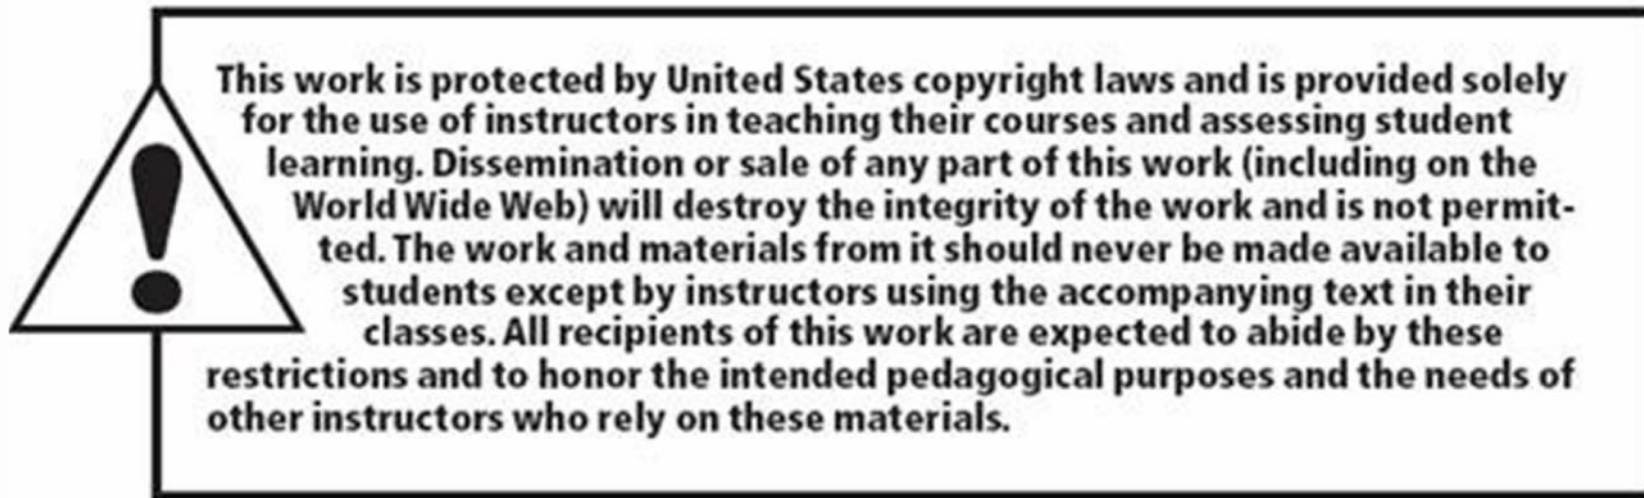 This work is protected by United States copyright laws and is provided solely
for the use of instructors in teaching their courses and assessing student
learning. Dissemination or sale of any part of this work (including on the
World Wide Web) will destroy the integrity of the work and is not permit-
ted. The work and materials from it should never be made available to
students except by instructors using the accompanying text in their
classes. All recipients of this work are expected to abide by these
restrictions and to honor the intended pedagogical purposes and the needs of
other instructors who rely on these materials.